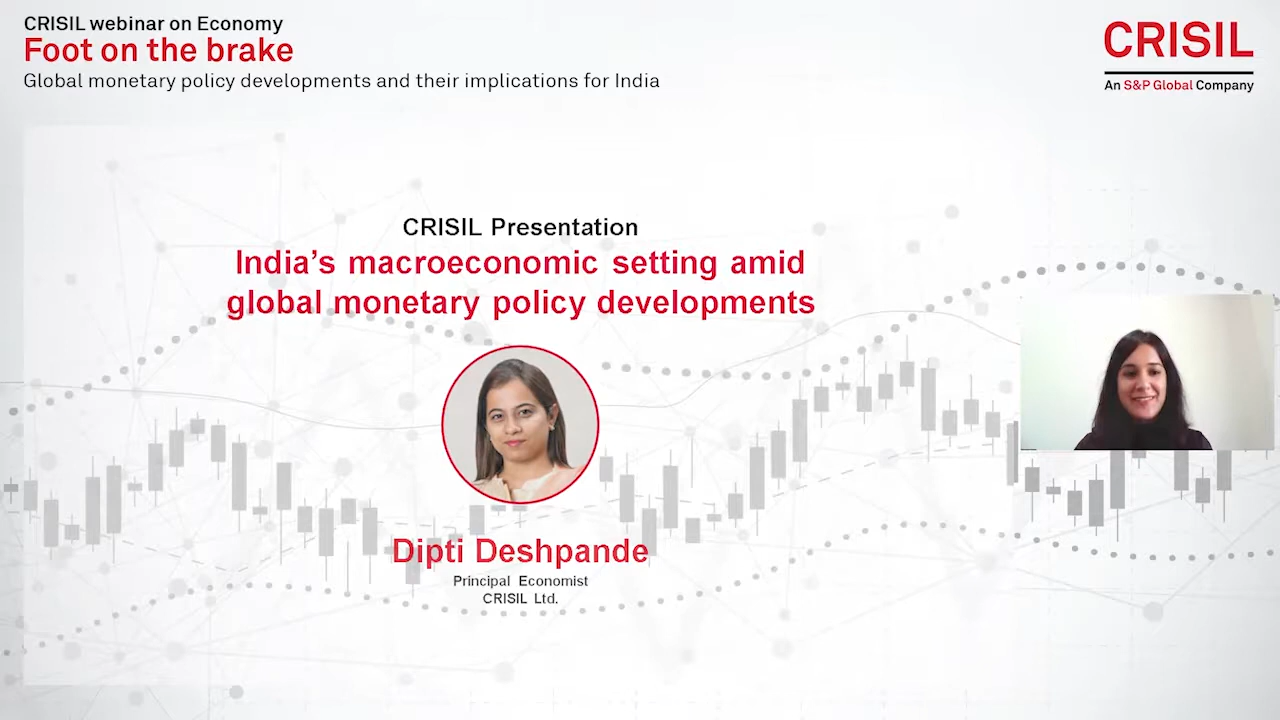 CRISIL webinar on Economy
Foot on the brake
Global monetary policy developments and their implications for India
CRISIL
An S&P Global Company
CRISIL Presentation
India's macroeconomic setting amid
global monetary policy developments
Dipti Deshpande
Principal Economist
CRISIL Ltd.